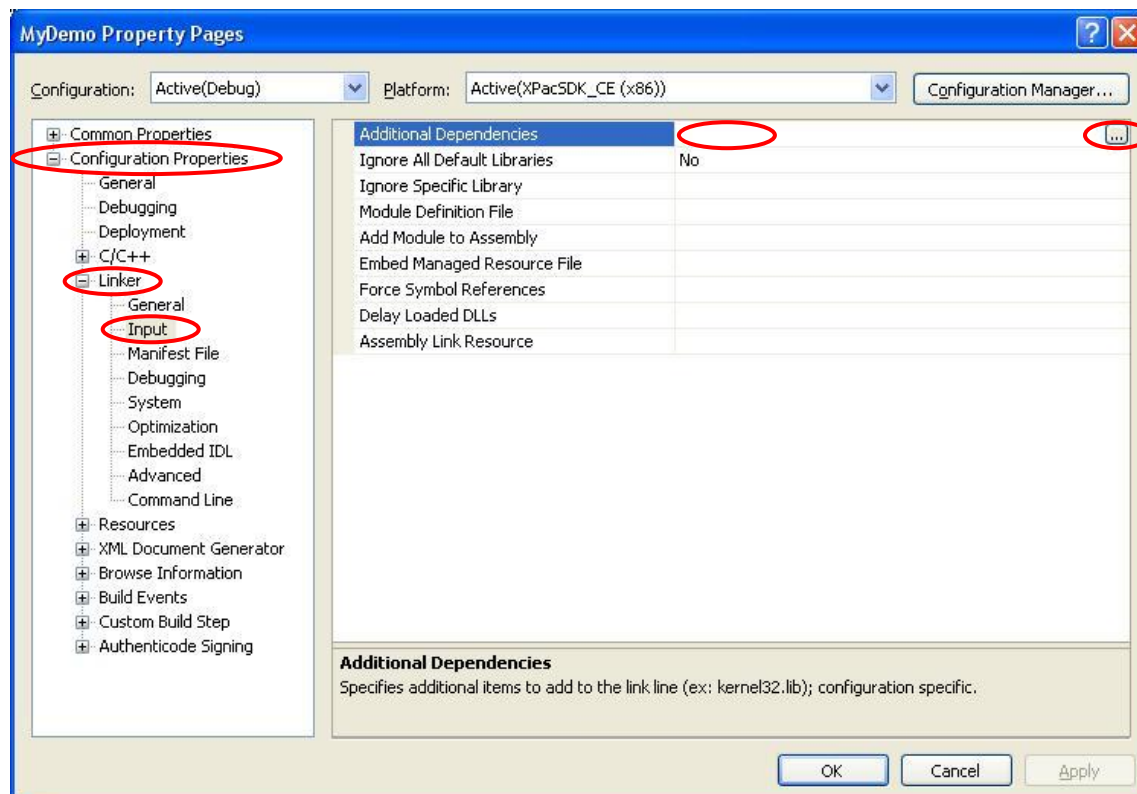 MyDemo Property Pages
Configuration: Active(Debug) Platform: Active(XPacSDK_CE (x86)) Configuration Manager...
Common Properties
Configuration Properties
General
Debugging
Deployment
C/C++
Linker
General
Input
Manifest File
Debugging
System
Optimization
Embedded IDL
Advanced
Command Line
Resources
XML Document Generator
Browse Information
Build Events
Custom Build Step
Authenticode Signing
Additional Dependencies ...
Ignore All Default Libraries No
Ignore Specific Library
Module Definition File
Add Module to Assembly
Embed Managed Resource File
Force Symbol References
Delay Loaded DLLs
Assembly Link Resource
Additional Dependencies
Specifies additional items to add to the link line (ex: kernel32.lib); configuration specific.
OK Cancel Apply